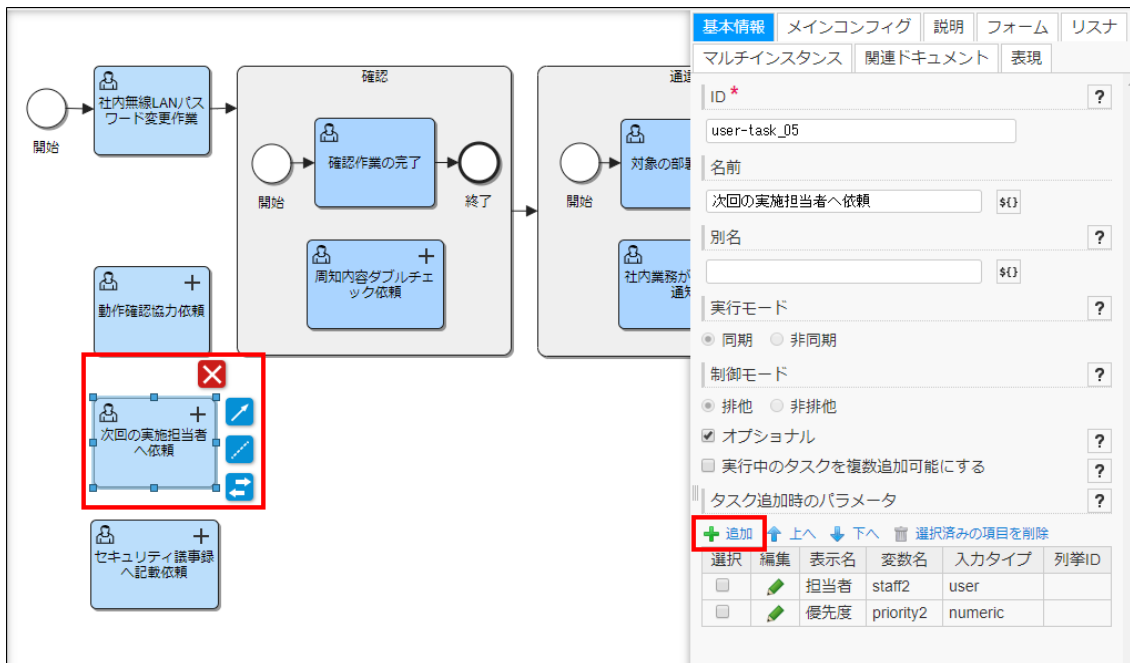 開始
社内無線LANパス
ワード変更作業
確認
開始
確認作業の完了
終了
周知内容ダブルチェ
ック依頼
開始
動作確認協力依頼
次回の実施担当者
へ依頼
セキュリティ議事録
へ記載依頼
基本情報 メインコンフィグ 説明 フォーム リスナ
マルチインスタンス 関連ドキュメント 表現
ID * ?
user-task_05
名前
次回の実施担当者へ依頼 ${}
別名 ?
${}
実行モード ?
同期 非同期
制御モード ?
排他 非排他
オプショナル ?
実行中のタスクを複数追加可能にする ?
タスク追加時のパラメータ ?
追加 上へ 下へ 選択済みの項目を削除
選択 編集 表示名 変数名 入力タイプ 列挙ID
担当者 staff2 user
優先度 priority2 numeric